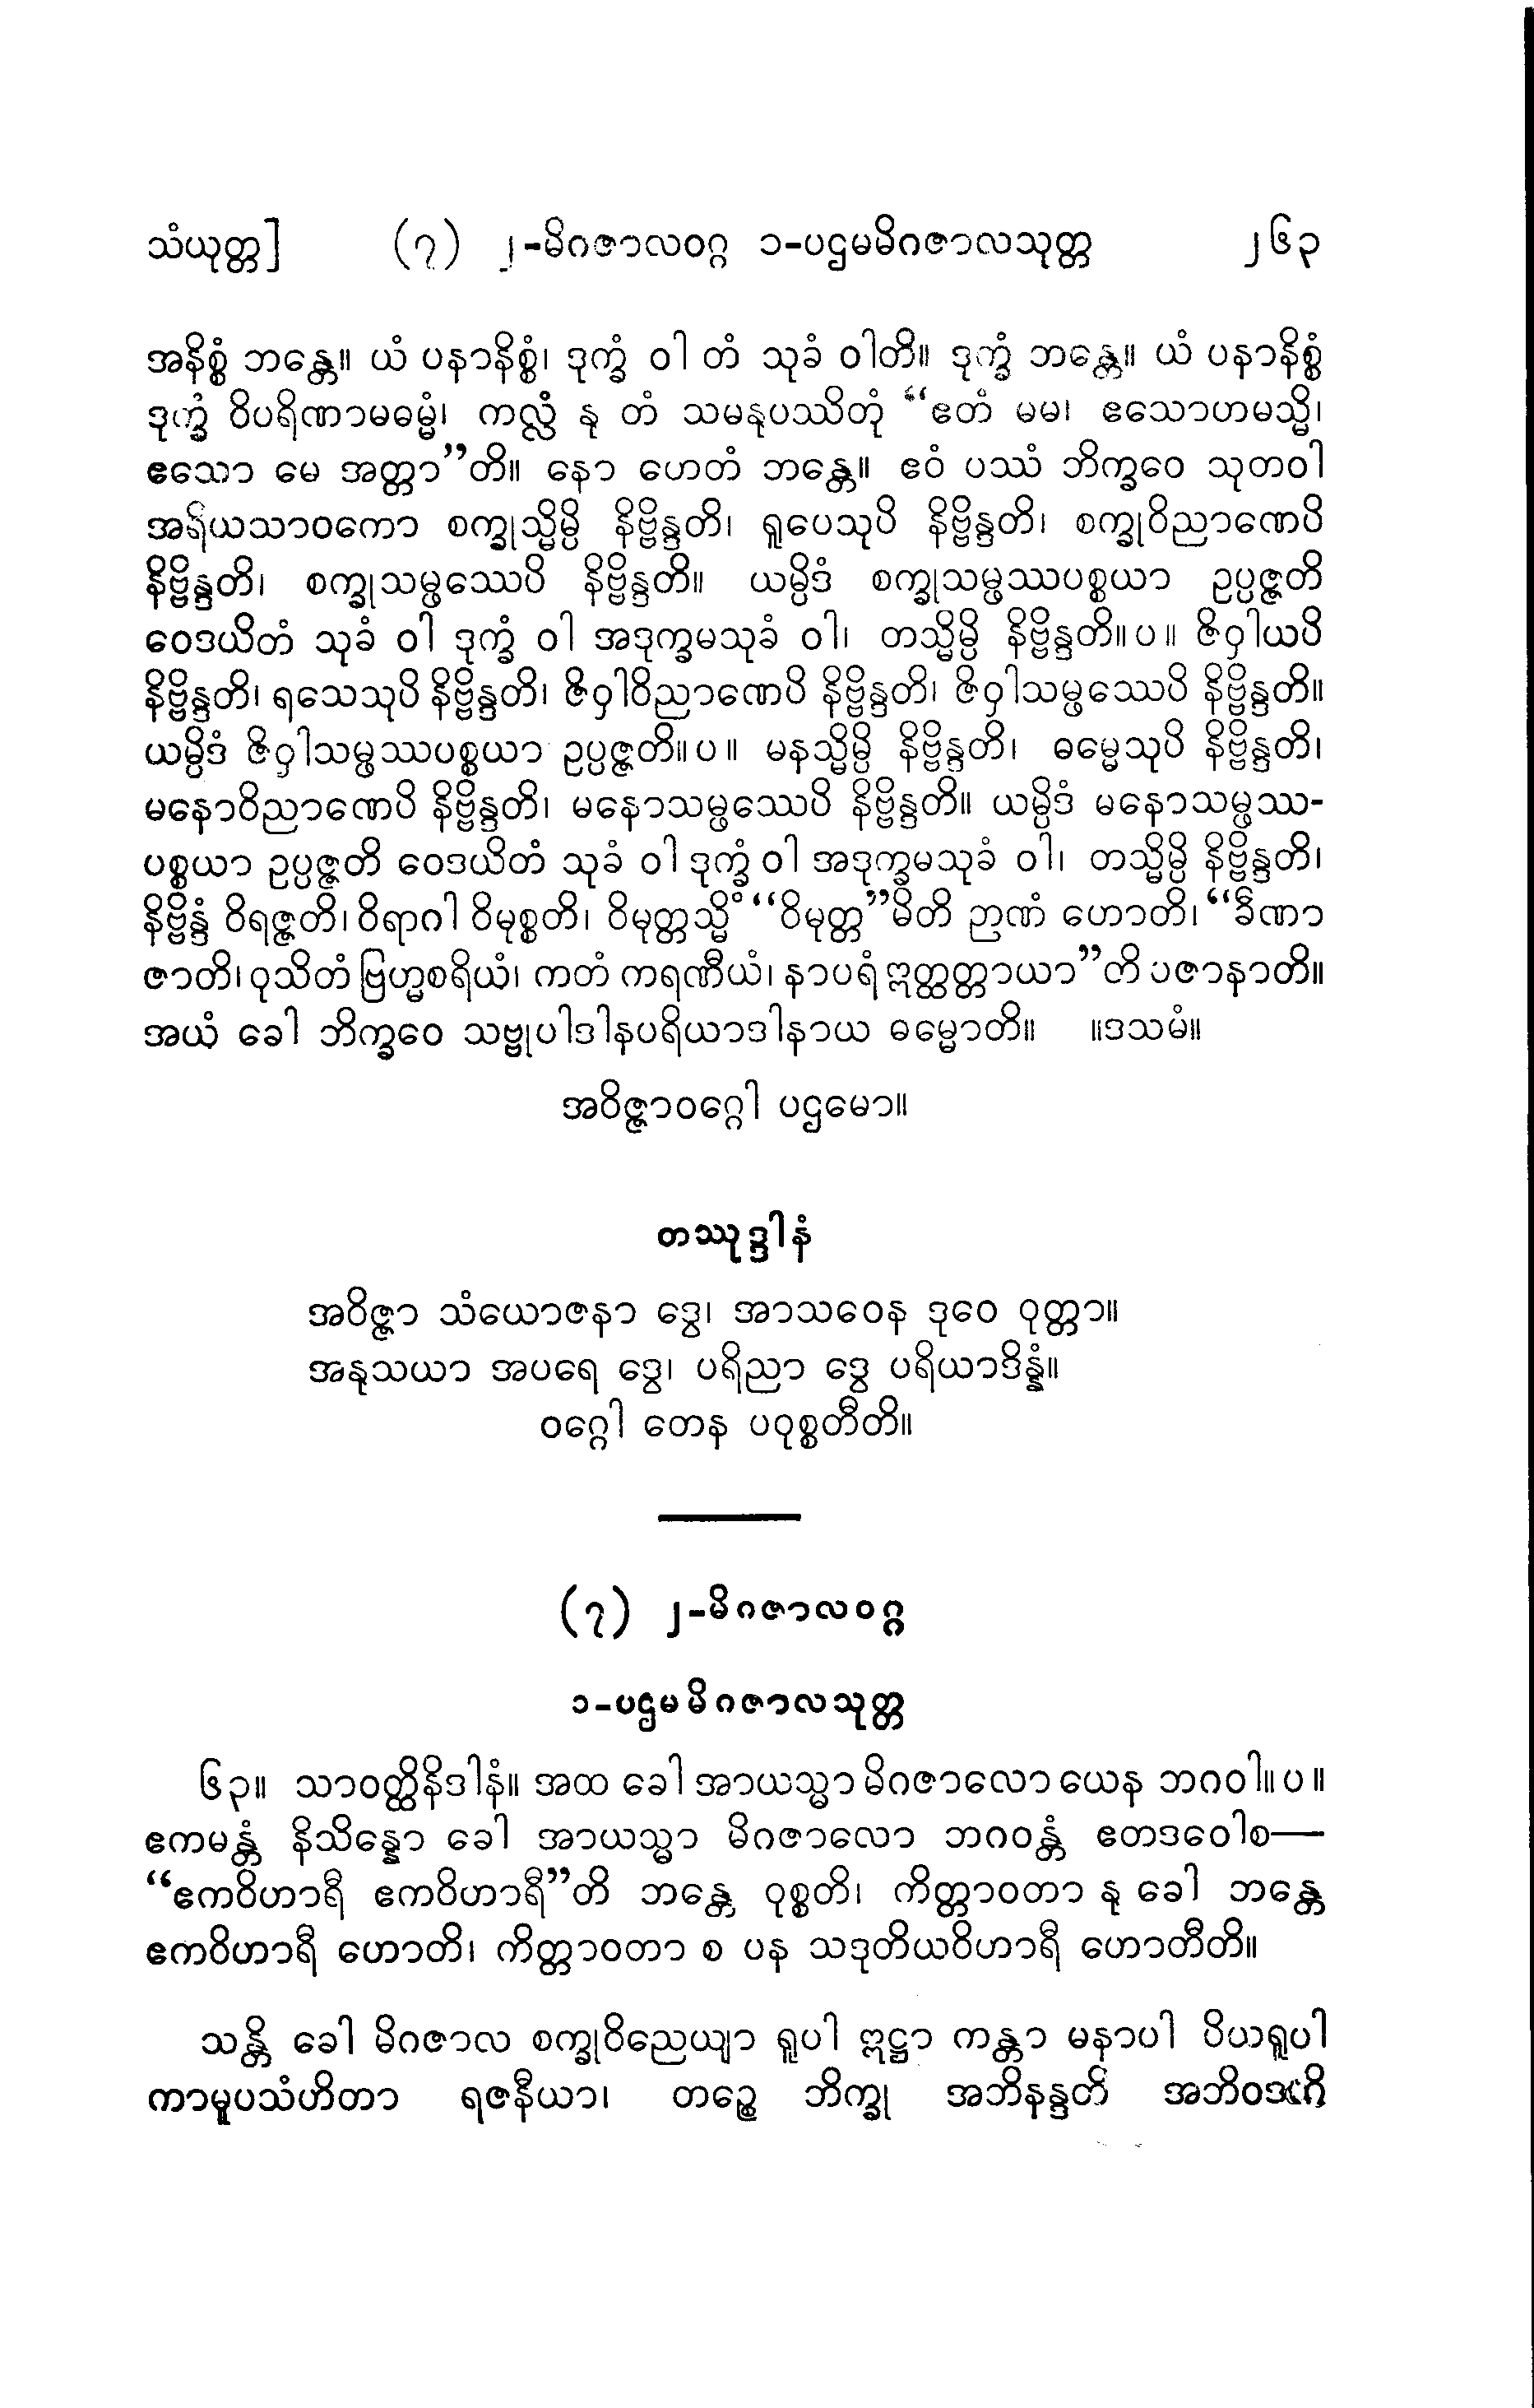 သံယုတ္တ] (၇) ၂-မိဂဇာလဝဂ္ဂ ၁-ပဌမမိဂဇာလသုတ္တ ၂၆၃
အနိစ္စံ ဘန္တေ။ ယံ ပနာနိစ္စံ၊ ဒုက္ခံ ဝါ တံ သုခံ ဝါတိ။ ဒုက္ခံ ဘန္တေ။ ယံ ပနာနိစ္စံ
ဒုက္ခံ ဝိပရိဏာမဓမ္မံ၊ ကလ္လံ နု တံ သမနုပဿိတုံ “ဧတံ မမ၊ ဧသောဟမသ္မိ၊
ဧသော မေ အတ္တာ”တိ။ နော ဟေတံ ဘန္တေ။ ဧဝံ ပဿံ ဘိက္ခဝေ သုတဝါ
အရိယသာဝကော စက္ခုသ္မိမ္ပိ နိဗ္ဗိန္ဒတိ၊ ရူပေသုပိ နိဗ္ဗိန္ဒတိ၊ စက္ခုဝိညာဏေပိ
နိဗ္ဗိန္ဒတိ၊ စက္ခုသမ္ဖဿေပိ နိဗ္ဗိန္ဒတိ။ ယမ္ပိဒံ စက္ခုသမ္ဖဿပစ္စယာ ဥပ္ပဇ္ဇတိ
ဝေဒယိတံ သုခံ ဝါ ဒုက္ခံ ဝါ အဒုက္ခမသုခံ ဝါ၊ တသ္မိမ္ပိ နိဗ္ဗိန္ဒတိ။ပ။ ဇိဝှါယပိ
နိဗ္ဗိန္ဒတိ၊ ရသေသုပိ နိဗ္ဗိန္ဒတိ၊ ဇိဝှါဝိညာဏေပိ နိဗ္ဗိန္ဒတိ၊ ဇိဝှါသမ္ဖဿေပိ နိဗ္ဗိန္ဒတိ။
ယမ္ပိဒံ ဇိဝှါသမ္ဖဿပစ္စယာ ဥပ္ပဇ္ဇတိ။ပ။ မနသ္မိမ္ပိ နိဗ္ဗိန္ဒတိ၊ ဓမ္မေသုပိ နိဗ္ဗိန္ဒတိ၊
မနောဝိညာဏေပိ နိဗ္ဗိန္ဒတိ၊ မနောသမ္ဖဿေပိ နိဗ္ဗိန္ဒတိ။ ယမ္ပိဒံ မနောသမ္ဖဿ-
ပစ္စယာ ဥပ္ပဇ္ဇတိ ဝေဒယိတံ သုခံ ဝါ ဒုက္ခံ ဝါ အဒုက္ခမသုခံ ဝါ၊ တသ္မိမ္ပိ နိဗ္ဗိန္ဒတိ၊
နိဗ္ဗိန္ဒံ ဝိရဇ္ဇတိ၊ ဝိရာဂါ ဝိမုစ္စတိ၊ ဝိမုတ္တသ္မိံ “ဝိမုတ္တ”မိတိ ဉာဏံ ဟောတိ၊ “ခီဏာ
ဇာတိ၊ ဝုသိတံ ဗြဟ္မစရိယံ၊ ကတံ ကရဏီယံ၊ နာပရံ ဣတ္ထတ္တာယာ”တိ ပဇာနာတိ။
အယံ ခေါ ဘိက္ခဝေ သဗ္ဗုပါဒါနပရိယာဒါနာယ ဓမ္မောတိ။ ။ဒသမံ။
အဝိဇ္ဇာဝဂ္ဂေါ ပဌမော။
တဿုဒ္ဒါနံ
အဝိဇ္ဇာ သံယောဇနာ ဒွေ၊ အာသဝေန ဒုဝေ ဝုတ္တာ။
အနုသယာ အပရေ ဒွေ၊ ပရိညာ ဒွေ ပရိယာဒိန္နံ။
ဝဂ္ဂေါ တေန ပဝုစ္စတီတိ။
(၇) ၂-မိဂဇာလဝဂ္ဂ
၁-ပဌမမိဂဇာလသုတ္တ
၆၃။ သာဝတ္ထိနိဒါနံ။ အထ ခေါ အာယသ္မာ မိဂဇာလော ယေန ဘဂဝါ။ပ။
ဧကမန္တံ နိသိန္နော ခေါ အာယသ္မာ မိဂဇာလော ဘဂဝန္တံ ဧတဒဝေါစ—
“ဧကဝိဟာရီ ဧကဝိဟာရီ”တိ ဘန္တေ ဝုစ္စတိ၊ ကိတ္တာဝတာ နု ခေါ ဘန္တေ
ဧကဝိဟာရီ ဟောတိ၊ ကိတ္တာဝတာ စ ပန သဒုတိယဝိဟာရီ ဟောတီတိ။
သန္တိ ခေါ မိဂဇာလ စက္ခုဝိညေယျာ ရူပါ ဣဋ္ဌာ ကန္တာ မနာပါ ပိယရူပါ
ကာမူပသံဟိတာ ရဇနီယာ၊ တဉ္စေ ဘိက္ခု အဘိနန္ဒတိ အဘိဝဒတိ